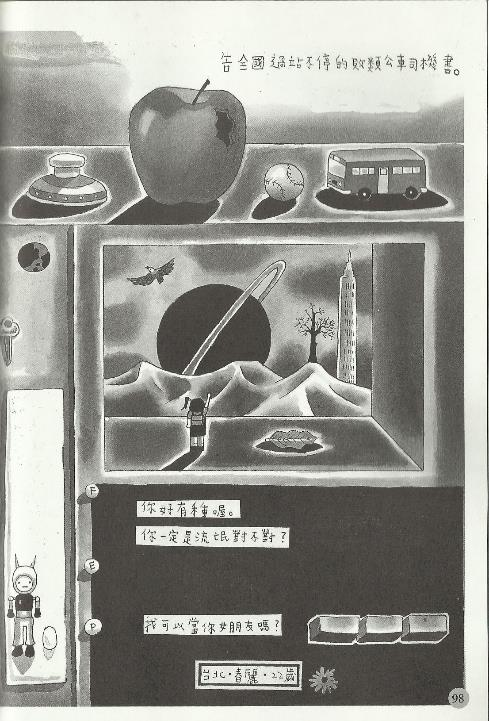 告全國過站不停的敗類公車司機書。
F
你好有種喔。
你一定是流氓對不對？
E
D
我可以當你女朋友嗎？
台北·春麗·22歲
98